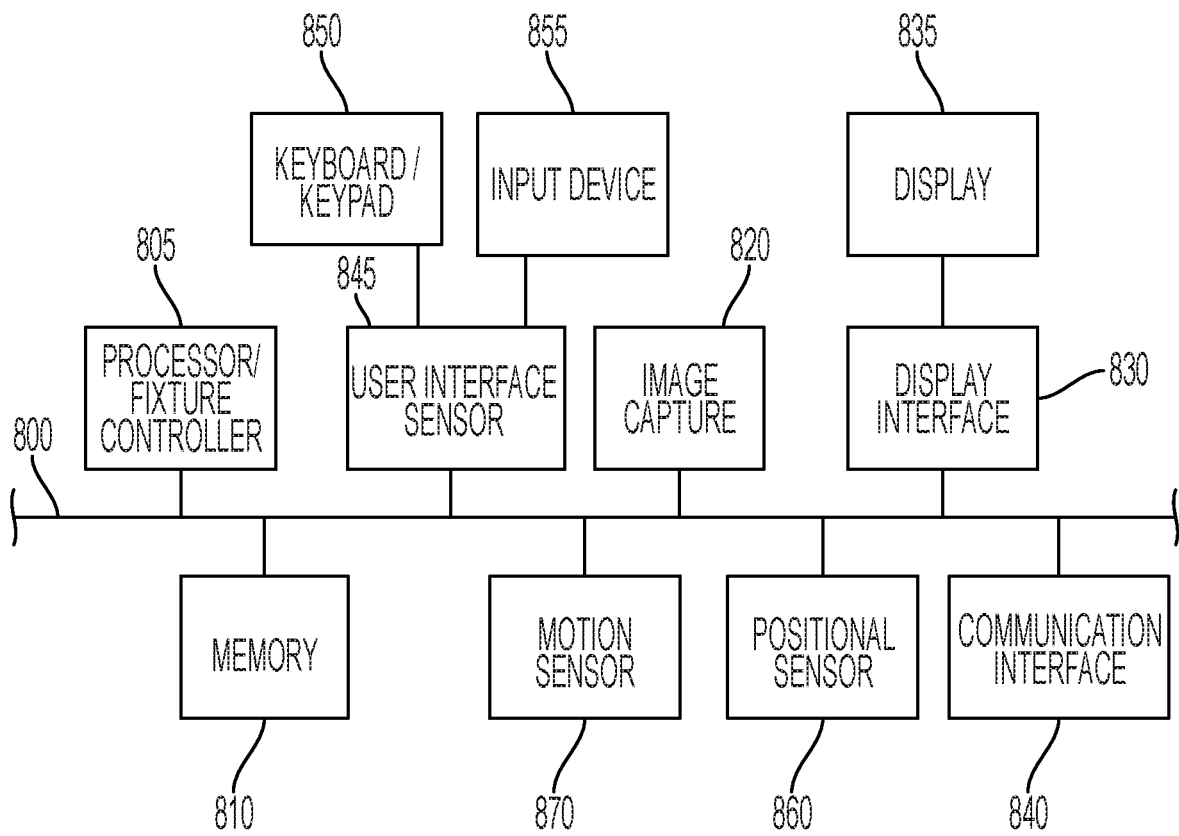 850
855
835
KEYBOARD /
KEYPAD
INPUT DEVICE
DISPLAY
805
845
820
PROCESSOR/
FIXTURE
CONTROLLER
USER INTERFACE
SENSOR
IMAGE
CAPTURE
DISPLAY
INTERFACE
830
800
MEMORY
MOTION
SENSOR
POSITIONAL
SENSOR
COMMUNICATION
INTERFACE
810
870
860
840